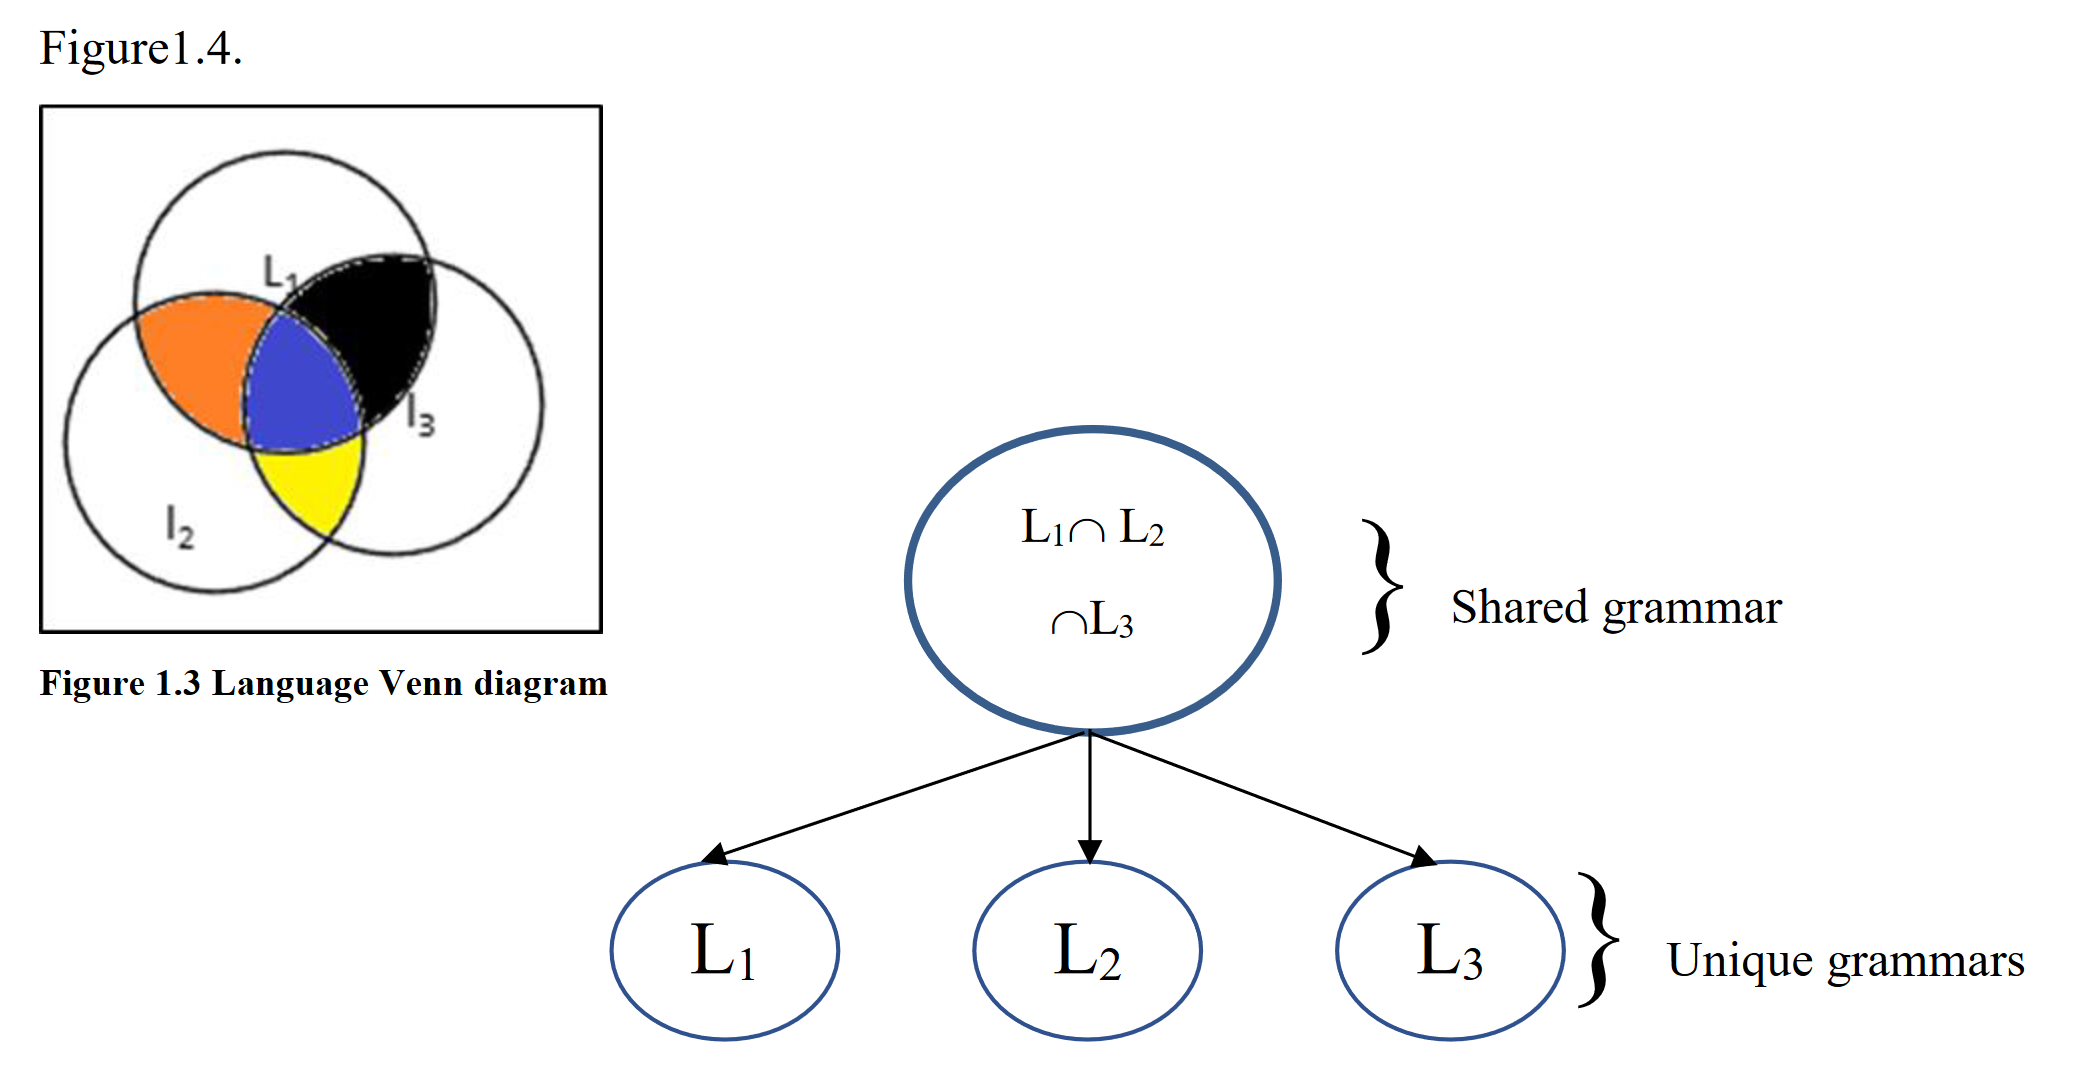 Figure1.4.
L₁
l₃
l₂
Figure 1.3 Language Venn diagram
L₁∩ L₂
∩L₃
} Shared grammar
L₁ L₂ L₃ } Unique grammars